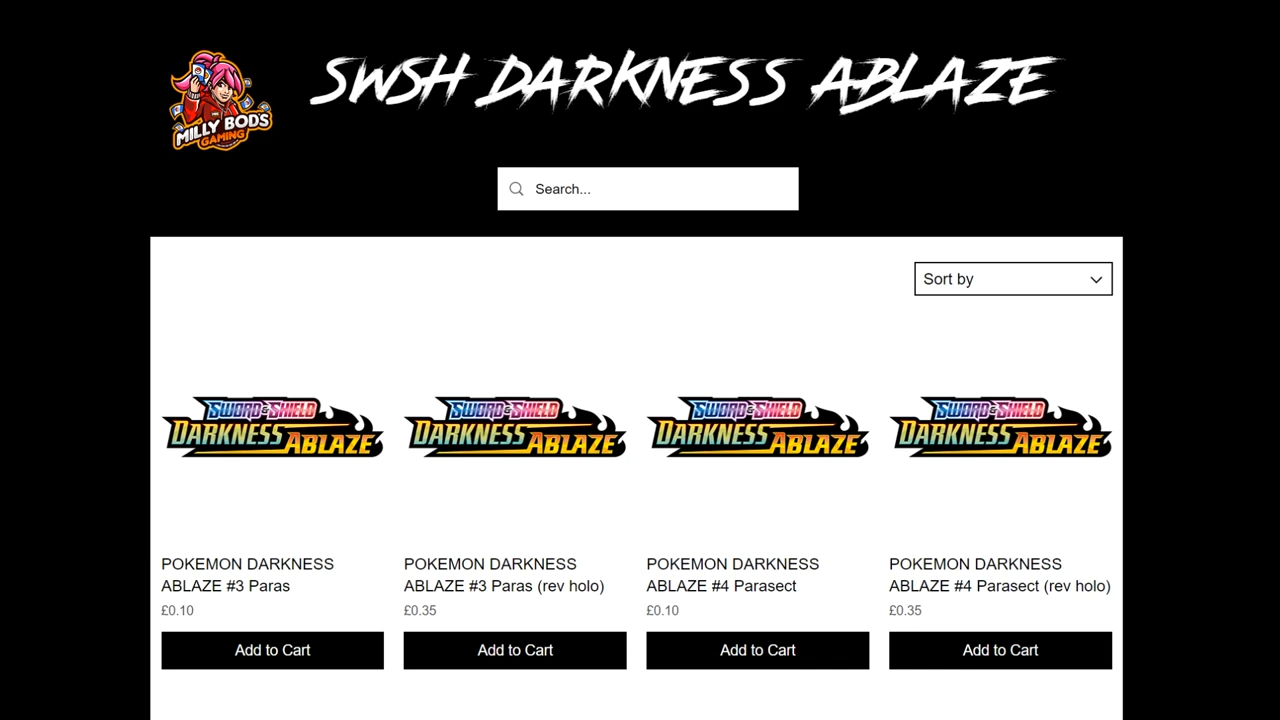 SWSH DARKNESS ABLAZE
MILLY BOD'S
GAMING
Search...
Sort by
SWORD & SHIELD
DARKNESS ABLAZE
SWORD & SHIELD
DARKNESS ABLAZE
SWORD & SHIELD
DARKNESS ABLAZE
SWORD & SHIELD
DARKNESS ABLAZE
POKEMON DARKNESS
ABLAZE #3 Paras
£0.10
Add to Cart
POKEMON DARKNESS
ABLAZE #3 Paras (rev holo)
£0.35
Add to Cart
POKEMON DARKNESS
ABLAZE #4 Parasect
£0.10
Add to Cart
POKEMON DARKNESS
ABLAZE #4 Parasect (rev holo)
£0.35
Add to Cart